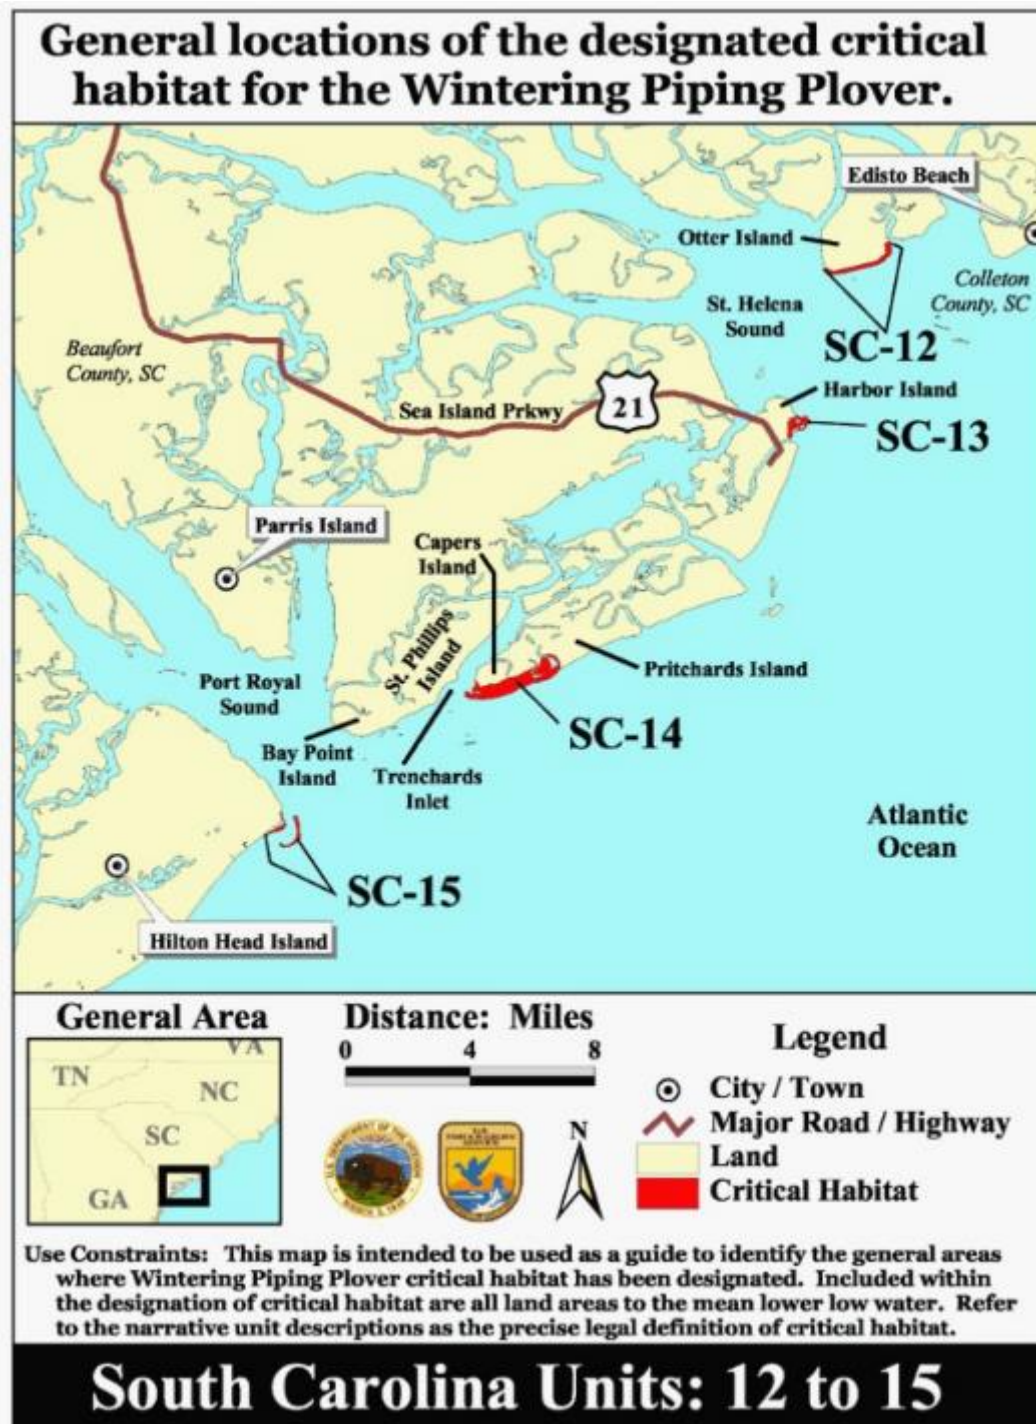 General locations of the designated critical
habitat for the Wintering Piping Plover.
Edisto Beach
Otter Island
Colleton
County, SC
St. Helena
Sound
SC-12
Beaufort
County, SC
Harbor Island
Sea Island Prkwy
21
SC-13
Parris Island
Capers
Island
St. Phillips
Island
Pritchards Island
Port Royal
Sound
SC-14
Bay Point
Island
Trenchards
Inlet
Atlantic
Ocean
SC-15
Hilton Head Island
General Area
VA
TN
NC
SC
GA
Distance: Miles
0 4 8
N
Legend
City / Town
Major Road / Highway
Land
Critical Habitat
Use Constraints: This map is intended to be used as a guide to identify the general areas
where Wintering Piping Plover critical habitat has been designated. Included within
the designation of critical habitat are all land areas to the mean lower low water. Refer
to the narrative unit descriptions as the precise legal definition of critical habitat.
South Carolina Units: 12 to 15